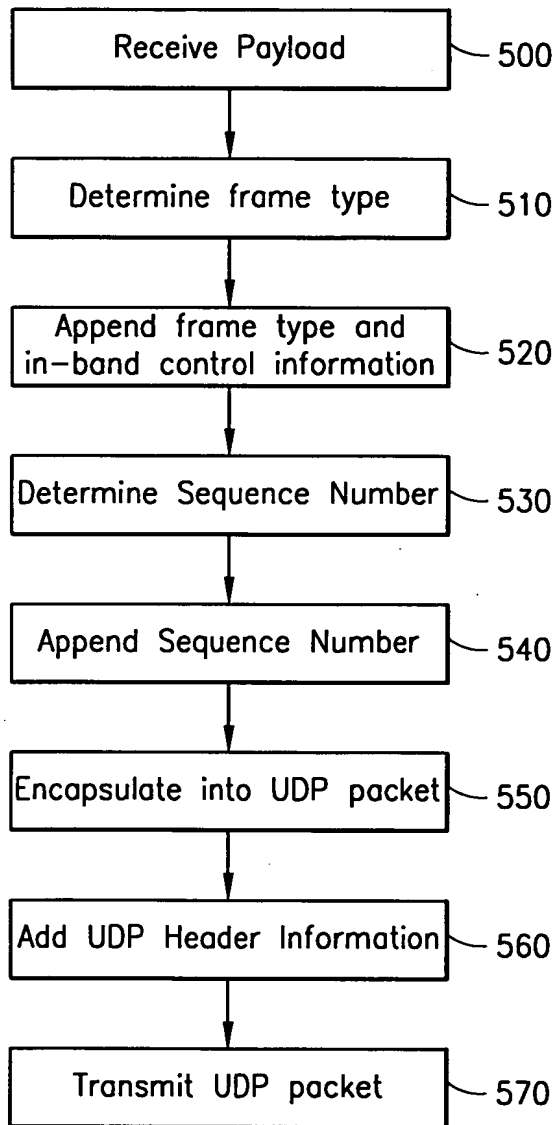 Receive Payload
500
Determine frame type
510
Append frame type and
in-band control information
520
Determine Sequence Number
530
Append Sequence Number
540
Encapsulate into UDP packet
550
Add UDP Header Information
560
Transmit UDP packet
570